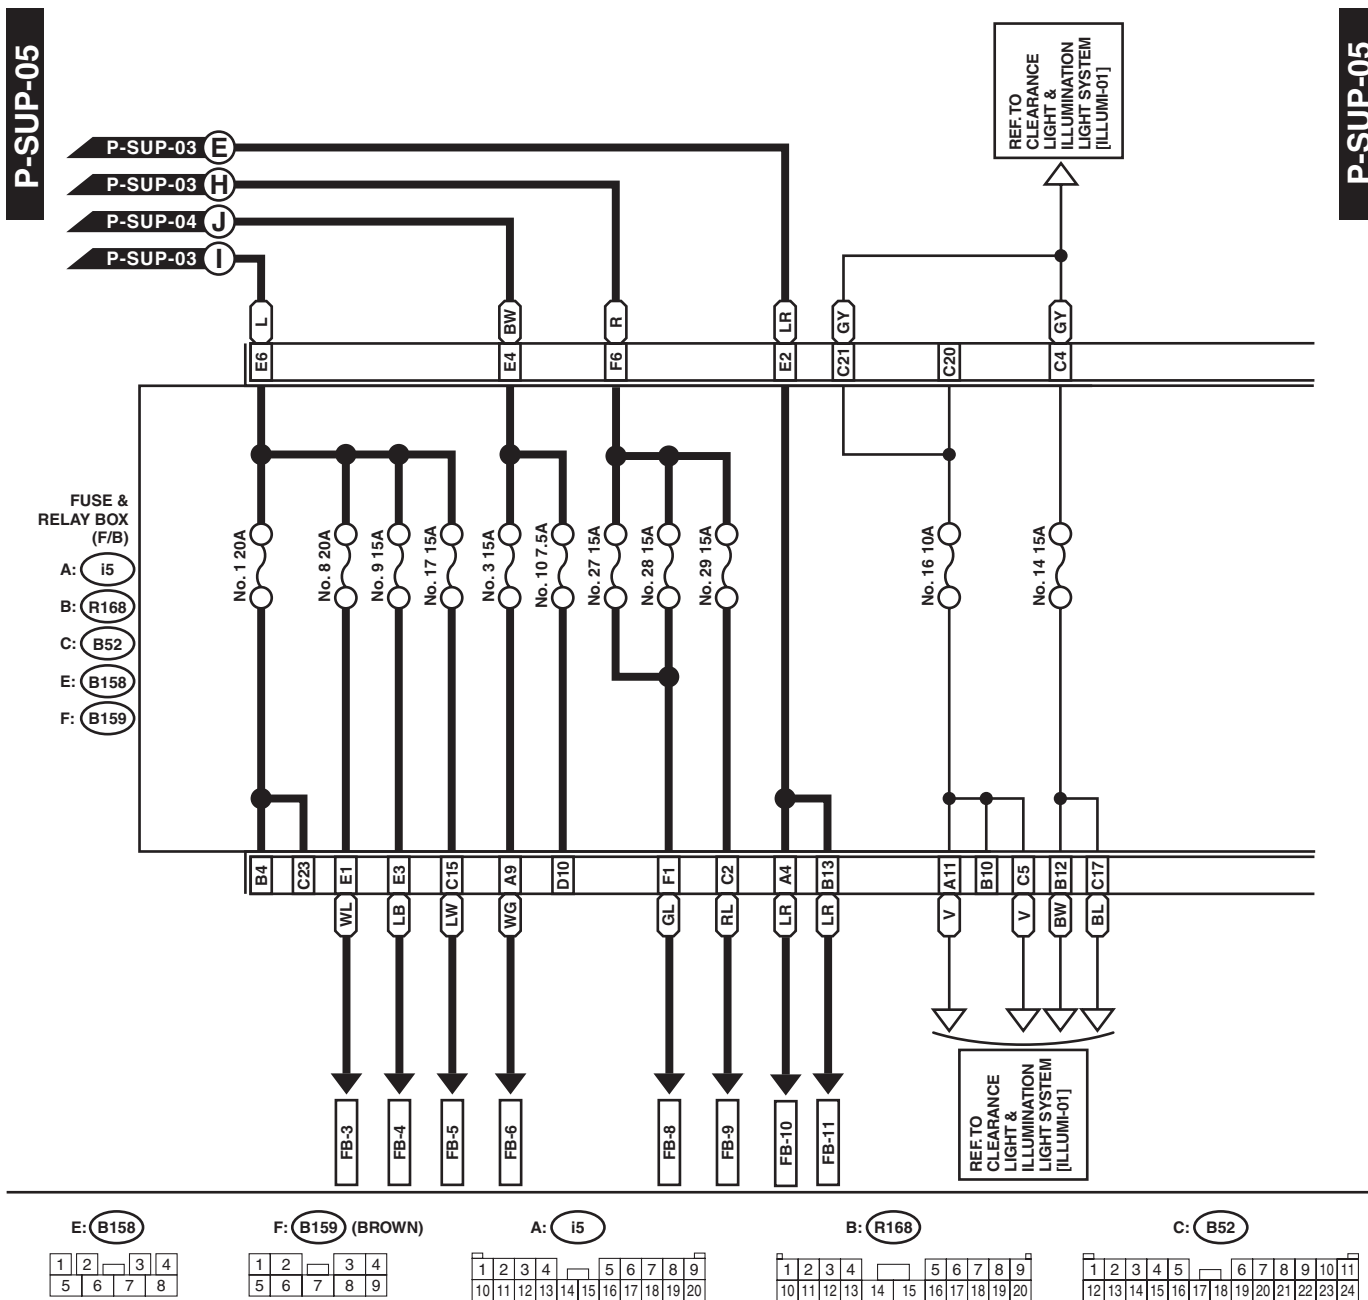 P-SUP-05
P-SUP-05
REF. TO
CLEARANCE
LIGHT &
ILLUMINATION
LIGHT SYSTEM
[ILLUMI-01]
P-SUP-03 E
P-SUP-03 H
P-SUP-04 J
P-SUP-03 I
L BW R LR GY GY
E6 E4 F6 E2 C21 C20 C4
FUSE &
RELAY BOX
(F/B)
A: i5
B: R168
C: B52
E: B158
F: B159
No. 1 20A
No. 8 20A
No. 9 15A
No. 17 15A
No. 3 15A
No. 10 7.5A
No. 27 15A
No. 28 15A
No. 29 15A
No. 16 10A
No. 14 15A
B4 C23 E1 E3 C15 A9 D10 F1 C2 A4 B13 A11 B10 C5 B12 C17
WL LB LW WG GL RL LR LR V V BW BL
FB-3 FB-4 FB-5 FB-6 FB-8 FB-9 FB-10 FB-11
REF. TO
CLEARANCE
LIGHT &
ILLUMINATION
LIGHT SYSTEM
[ILLUMI-01]
E: B158
1 2 3 4
5 6 7 8
F: B159 (BROWN)
1 2 3 4
5 6 7 8 9
A: i5
1 2 3 4 5 6 7 8 9
10 11 12 13 14 15 16 17 18 19 20
B: R168
1 2 3 4 5 6 7 8 9
10 11 12 13 14 15 16 17 18 19 20
C: B52
1 2 3 4 5 6 7 8 9 10 11
12 13 14 15 16 17 18 19 20 21 22 23 24